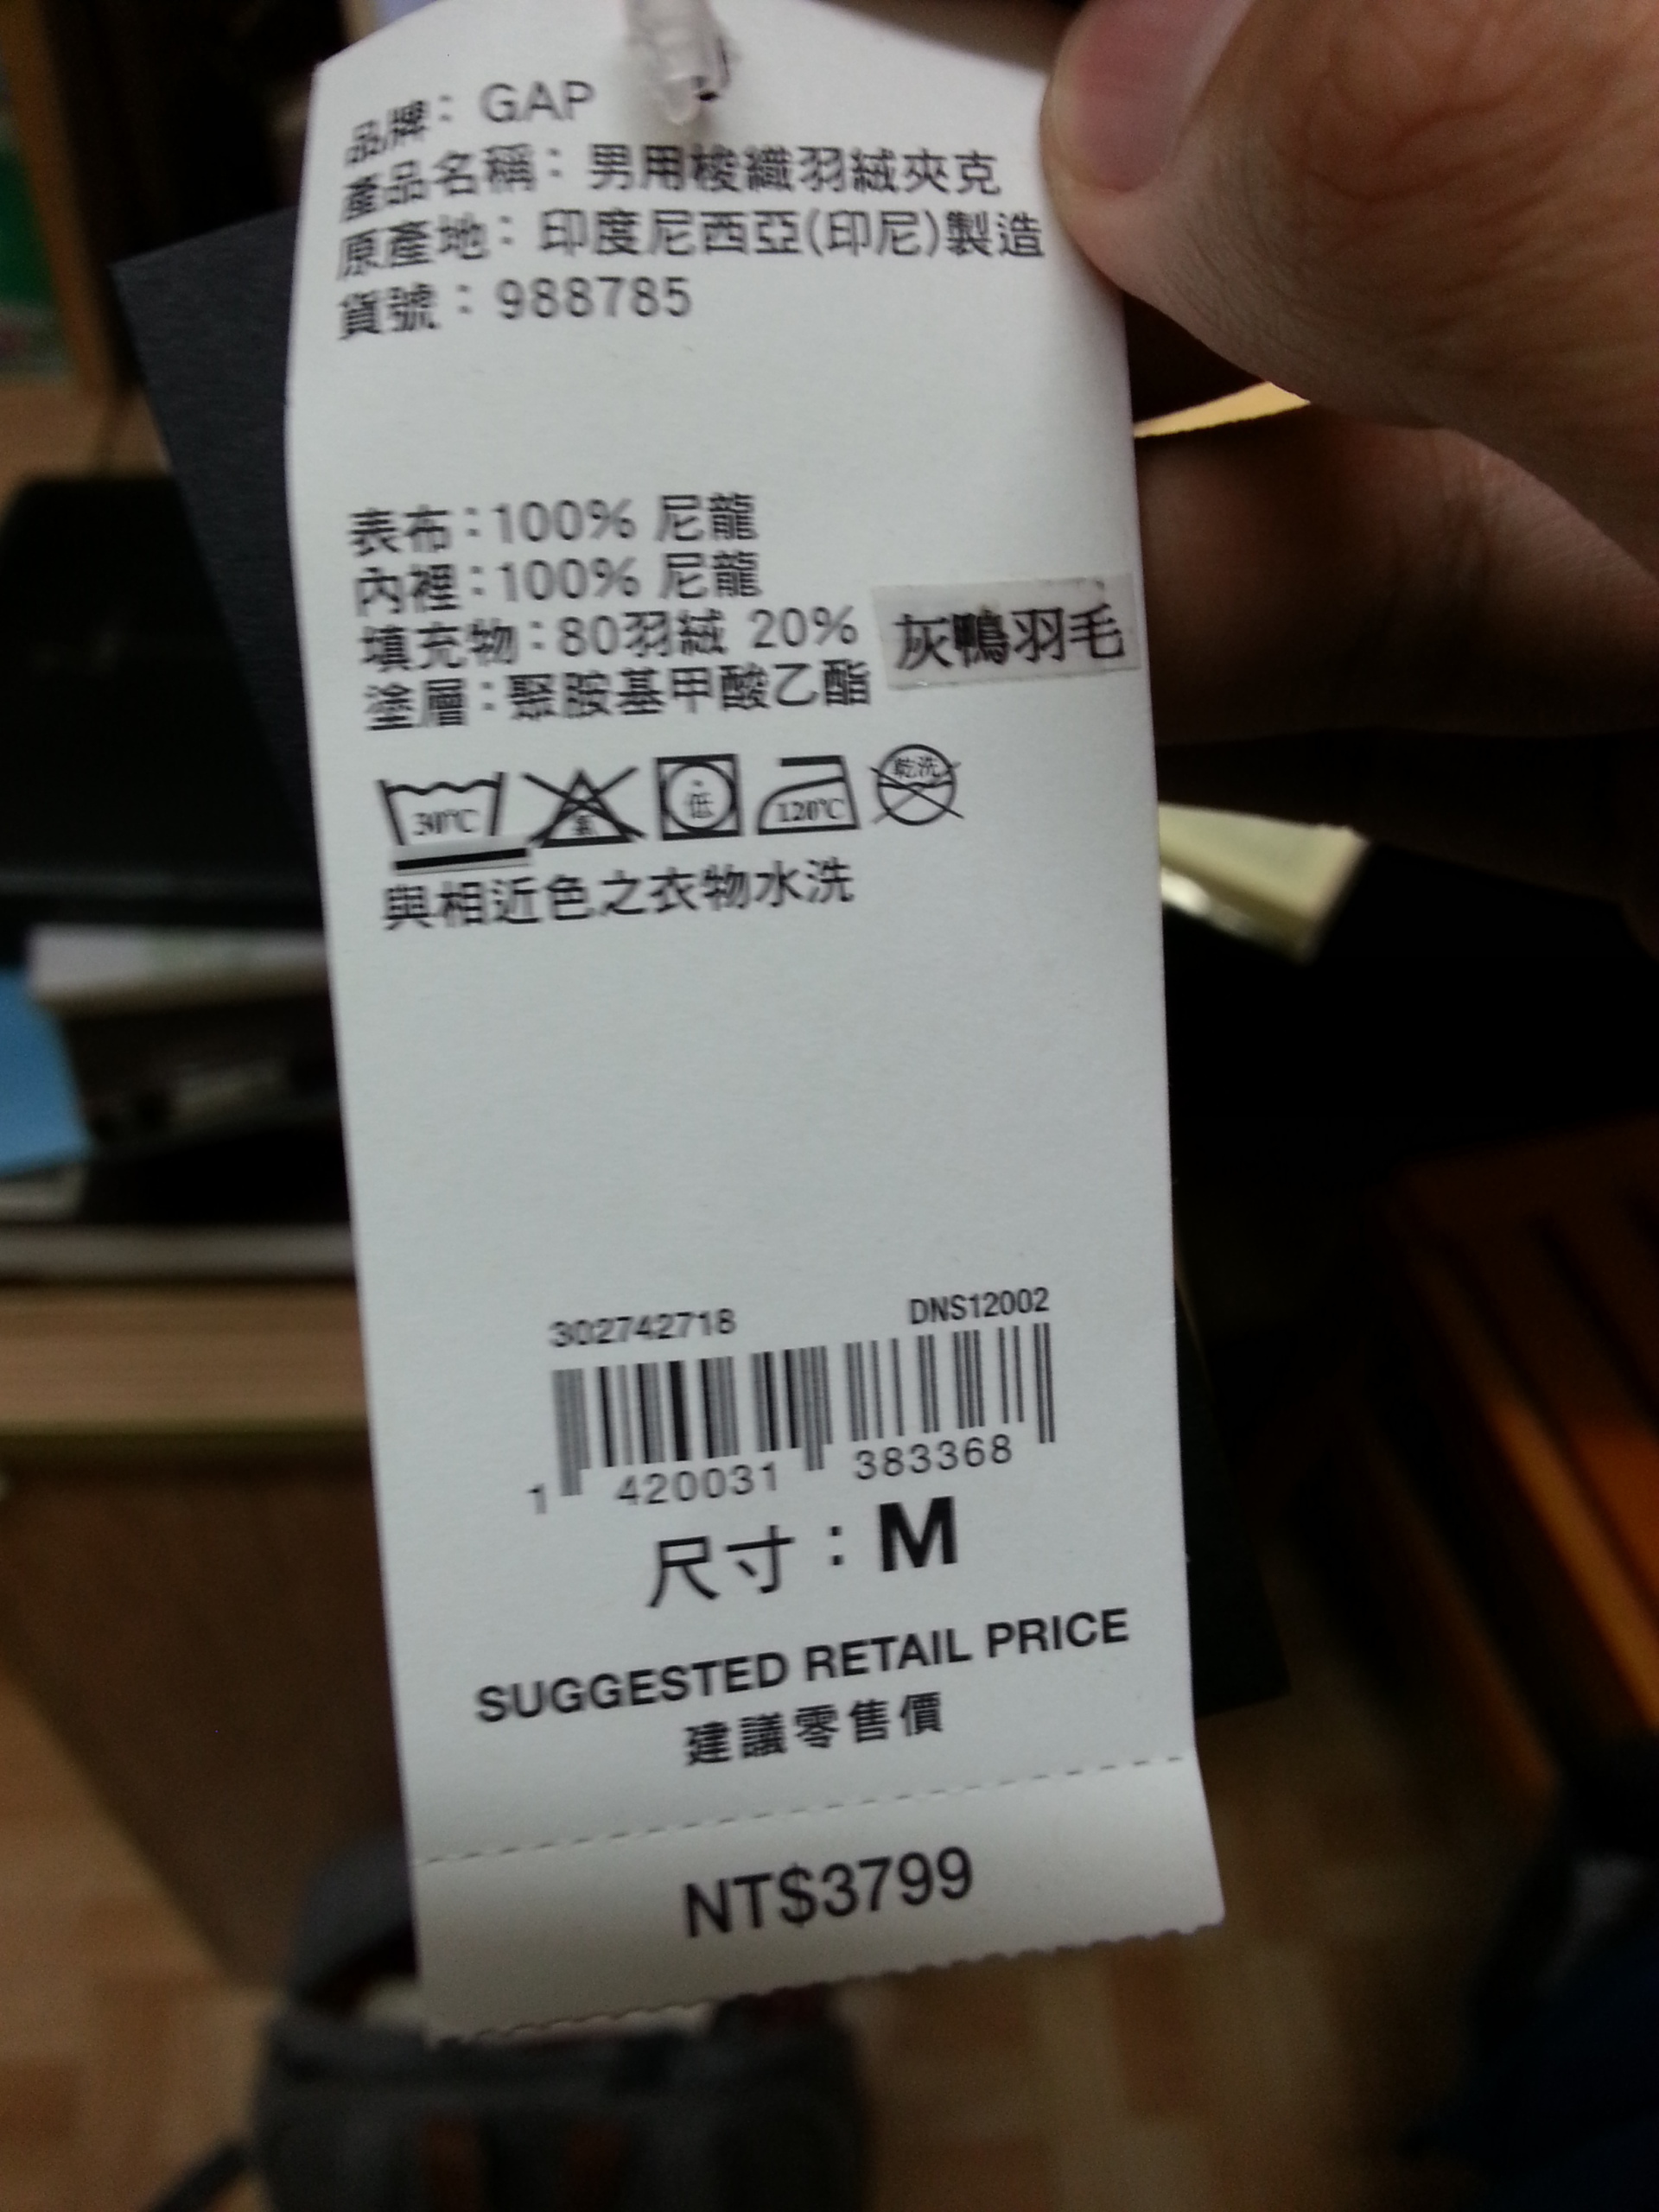 品牌：GAP
產品名稱：男用梭織羽絨夾克
原產地：印度尼西亞(印尼)製造
貨號：988785
表布：100% 尼龍
內裡：100% 尼龍
填充物：80羽絨 20% 灰鴨羽毛
塗層：聚胺基甲酸乙酯
30℃ 氯 低 120℃ 乾洗
與相近色之衣物水洗
302742718 DNS12002
1 420031 383368
尺寸：M
SUGGESTED RETAIL PRICE
建議零售價
NT$3799